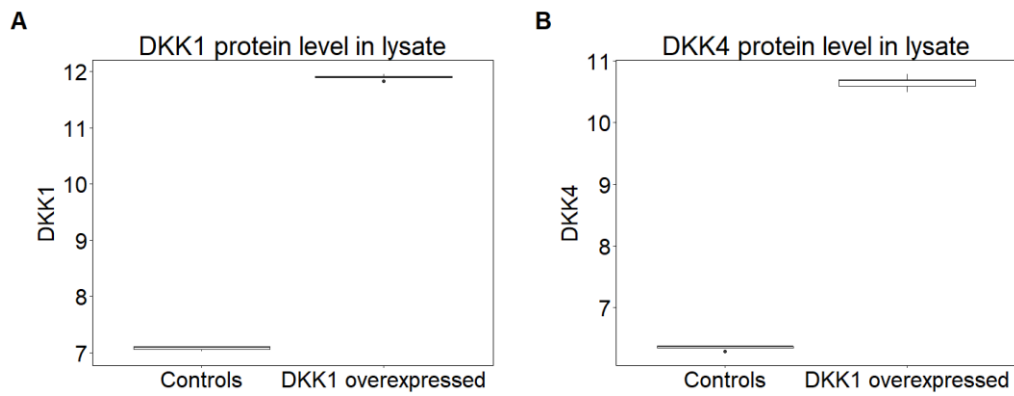 A
DKK1 protein level in lysate
12
11
10
9
8
7
DKK1
Controls
DKK1 overexpressed
B
DKK4 protein level in lysate
11
10
9
8
7
DKK4
Controls
DKK1 overexpressed